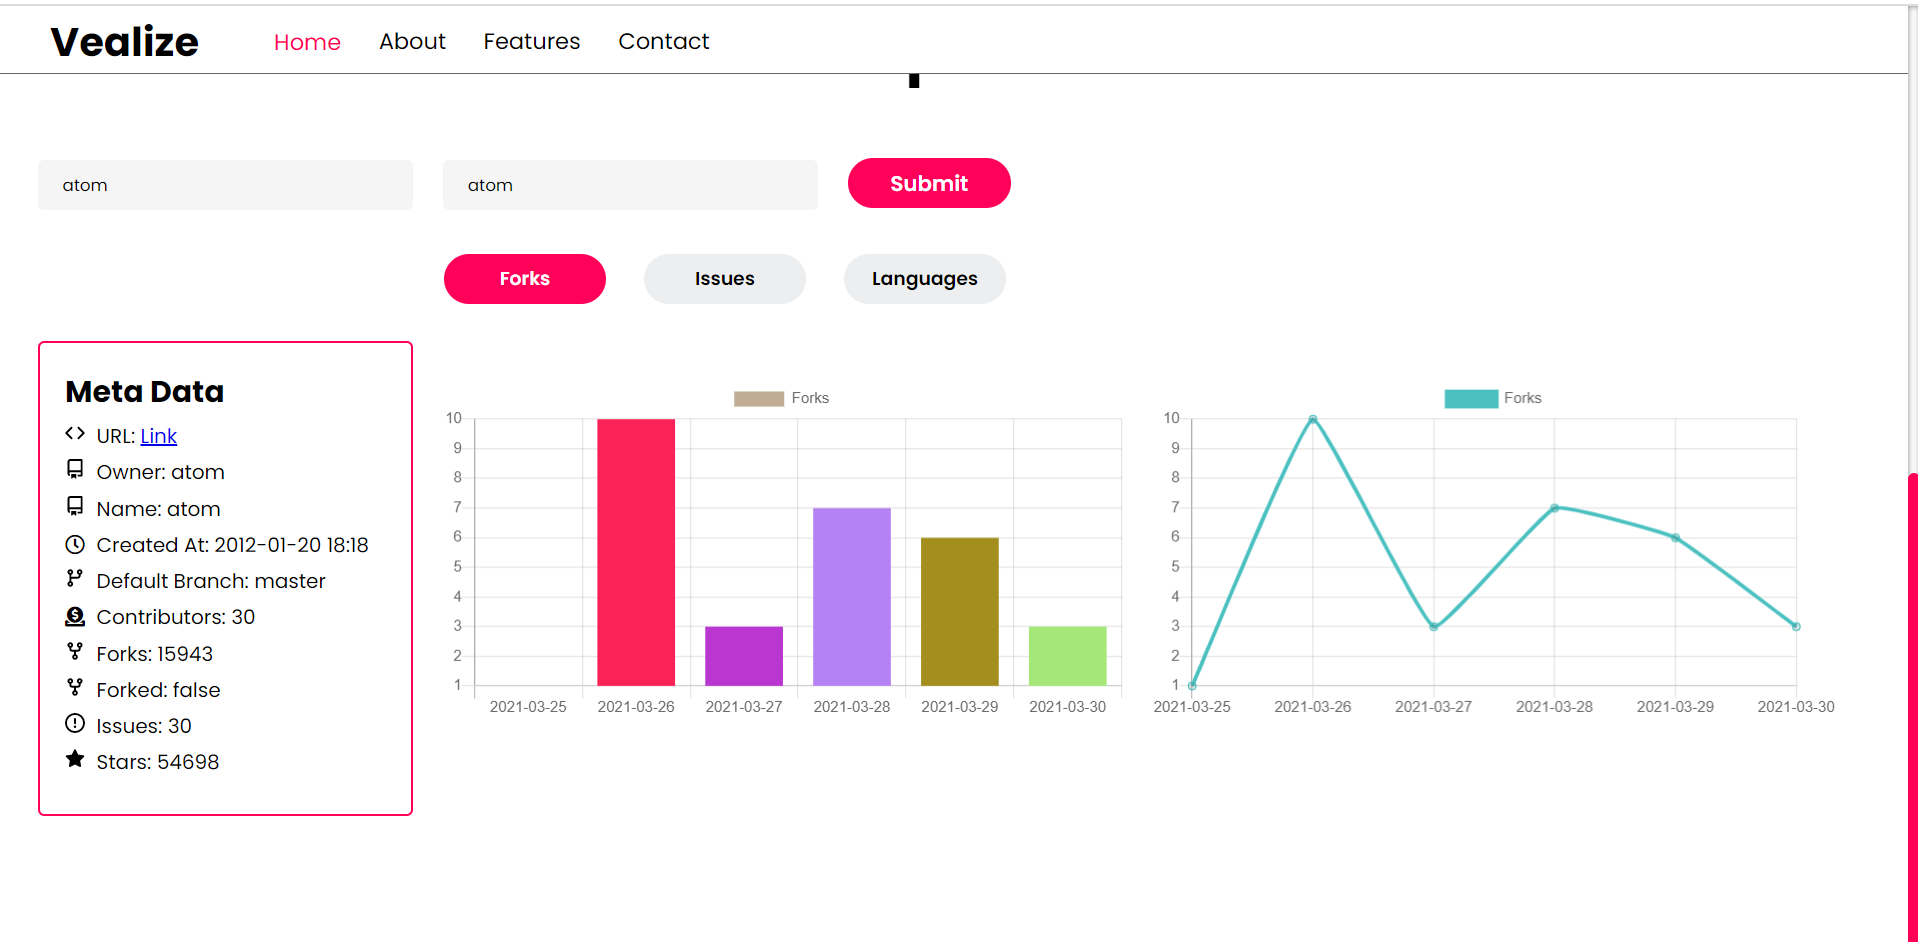 Vealize
Home About Features Contact
atom
atom
Submit
Forks
Issues
Languages
Meta Data
URL: Link
Owner: atom
Name: atom
Created At: 2012-01-20 18:18
Default Branch: master
Contributors: 30
Forks: 15943
Forked: false
Issues: 30
Stars: 54698
Forks
10
9
8
7
6
5
4
3
2
1
2021-03-25 2021-03-26 2021-03-27 2021-03-28 2021-03-29 2021-03-30
Forks
10
9
8
7
6
5
4
3
2
1
2021-03-25 2021-03-26 2021-03-27 2021-03-28 2021-03-29 2021-03-30